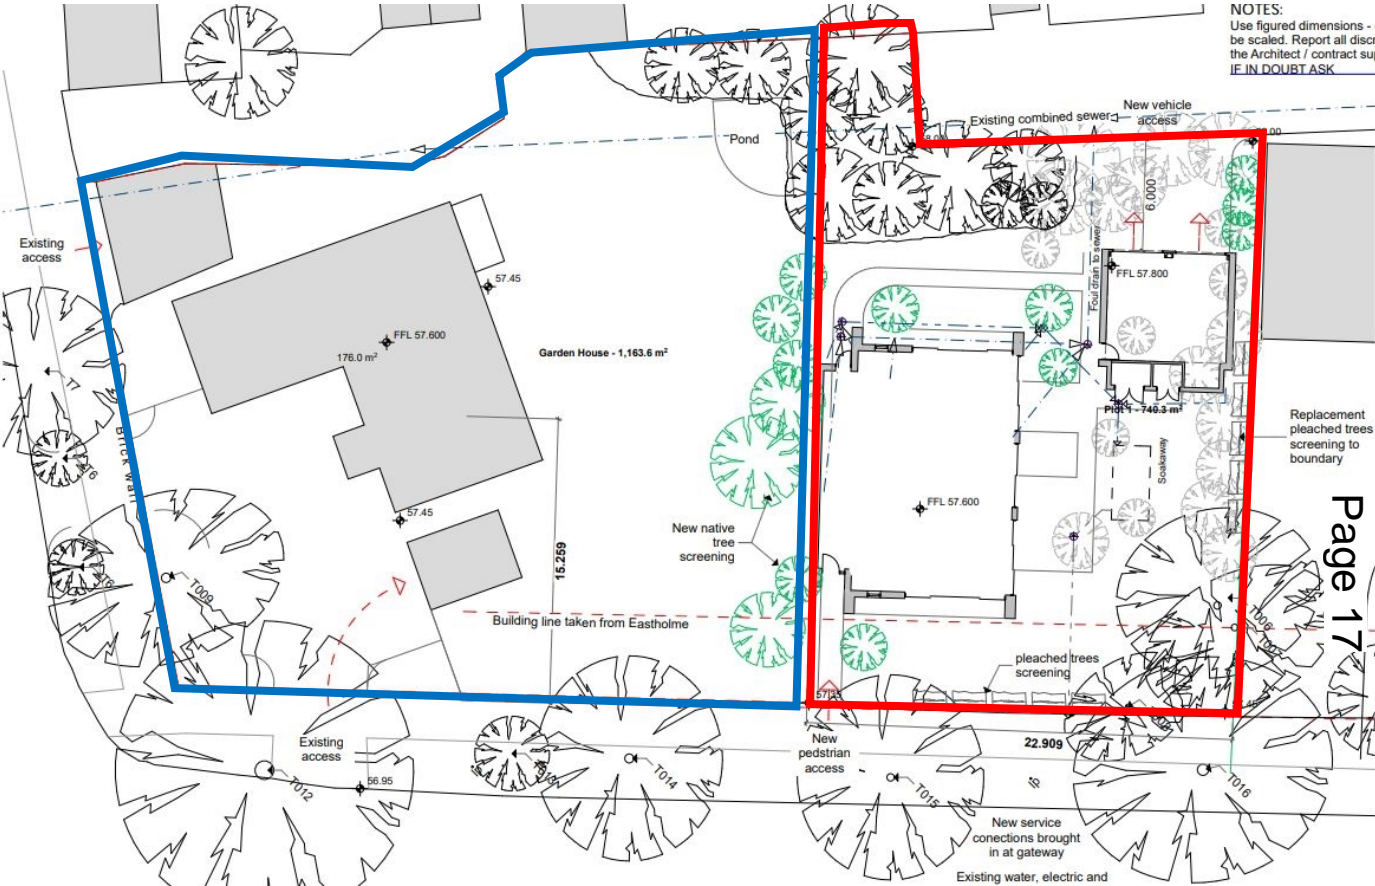 NOTES:
Use figured dimensions -
be scaled. Report all disc
the Architect / contract su
IF IN DOUBT ASK
New vehicle
access
Existing combined sewer
Pond
6.000
Existing
access
57.45
FFL 57.800
Foul drain to sewer
FFL 57.600
176.0 m²
Garden House - 1,163.6 m²
Plot 1 - 740.3 m²
Replacement
pleached trees
screening to
boundary
Soakaway
Brick wall
57.45
FFL 57.600
New native
tree
screening
15.259
Page 17
T009
T006
Building line taken from Eastholme
pleached trees
screening
57.35
22.909
Existing
access
New
pedstrian
access
T012
56.95
T013
T014
T015
T016
New service
conections brought
in at gateway
Existing water, electric and